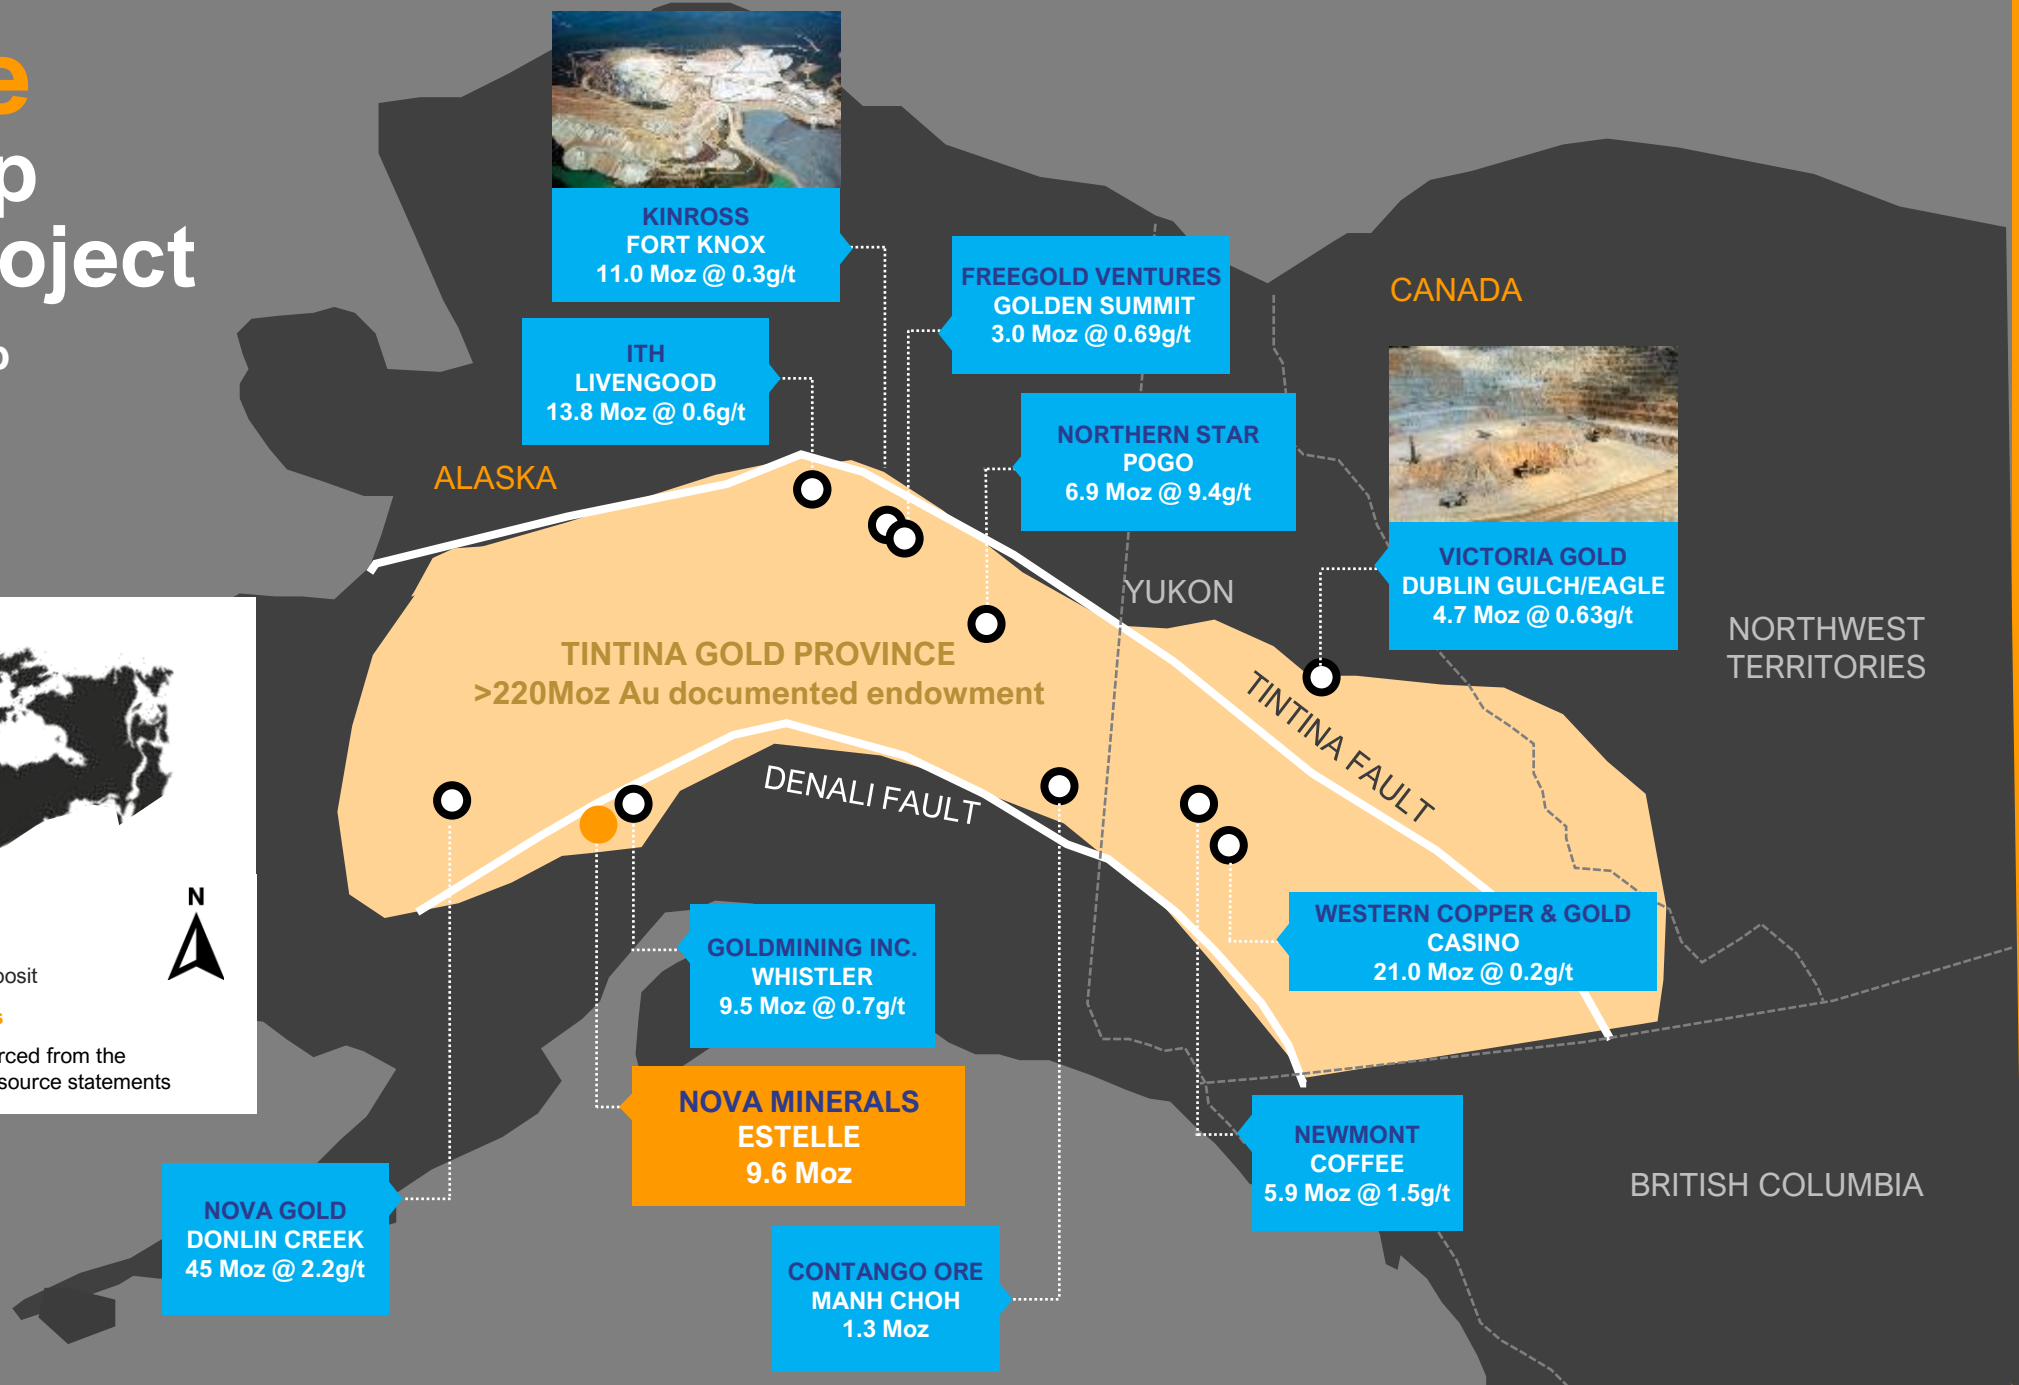 e
p
oject
KINROSS
FORT KNOX
11.0 Moz @ 0.3g/t
FREEGOLD VENTURES
GOLDEN SUMMIT
3.0 Moz @ 0.69g/t
CANADA
ITH
LIVENGOOD
13.8 Moz @ 0.6g/t
NORTHERN STAR
POGO
6.9 Moz @ 9.4g/t
ALASKA
VICTORIA GOLD
DUBLIN GULCH/EAGLE
4.7 Moz @ 0.63g/t
YUKON
NORTHWEST
TERRITORIES
TINTINA GOLD PROVINCE
>220Moz Au documented endowment
TINTINA FAULT
DENALI FAULT
N
posit
s
rced from the
source statements
WESTERN COPPER & GOLD
CASINO
21.0 Moz @ 0.2g/t
GOLDMINING INC.
WHISTLER
9.5 Moz @ 0.7g/t
NOVA MINERALS
ESTELLE
9.6 Moz
NEWMONT
COFFEE
5.9 Moz @ 1.5g/t
BRITISH COLUMBIA
NOVA GOLD
DONLIN CREEK
45 Moz @ 2.2g/t
CONTANGO ORE
MANH CHOH
1.3 Moz